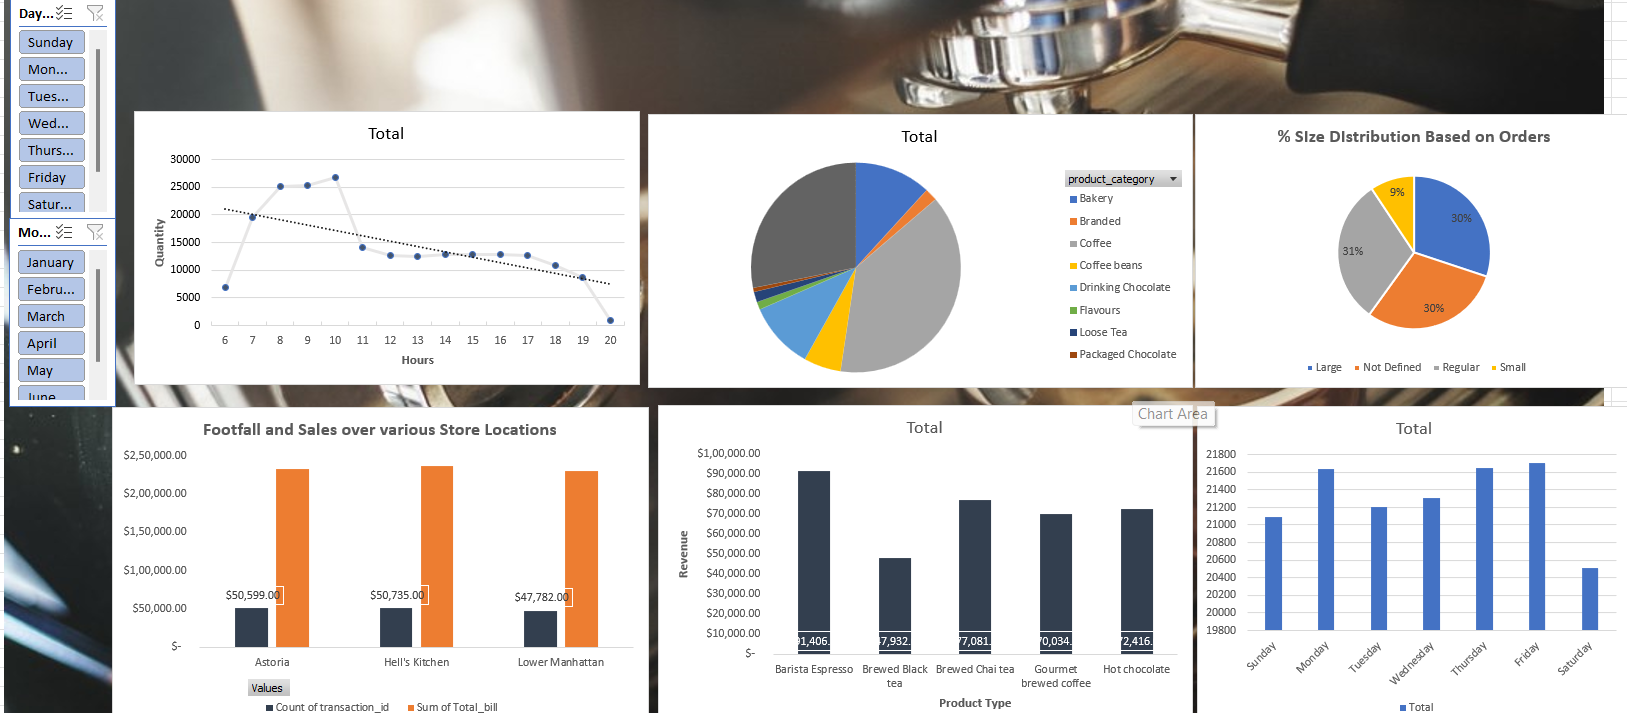 Day...
Sunday
Mon...
Tues...
Wed...
Thurs...
Friday
Satur...
Mo...
January
Febru...
March
April
May
June
Total
30000
25000
20000
15000
10000
5000
0
Quantity
6 7 8 9 10 11 12 13 14 15 16 17 18 19 20
Hours
Total
product_category
Bakery
Branded
Coffee
Coffee beans
Drinking Chocolate
Flavours
Loose Tea
Packaged Chocolate
% SIze DIstribution Based on Orders
9%
30%
31%
30%
Large Not Defined Regular Small
Chart Area
Footfall and Sales over various Store Locations
$2,50,000.00
$2,00,000.00
$1,50,000.00
$1,00,000.00
$50,000.00
$-
$50,599.00 $50,735.00 $47,782.00
Astoria Hell's Kitchen Lower Manhattan
Values
Count of transaction_id Sum of Total_bill
Total
$1,00,000.00
$90,000.00
$80,000.00
$70,000.00
$60,000.00
$50,000.00
$40,000.00
$30,000.00
$20,000.00
$10,000.00
$-
Revenue
91,406. 47,932. 77,081. 70,034. 72,416.
Barista Espresso Brewed Black tea Brewed Chai tea Gourmet brewed coffee Hot chocolate
Product Type
Total
21800
21600
21400
21200
21000
20800
20600
20400
20200
20000
19800
Sunday Monday Tuesday Wednesday Thursday Friday Saturday
Total